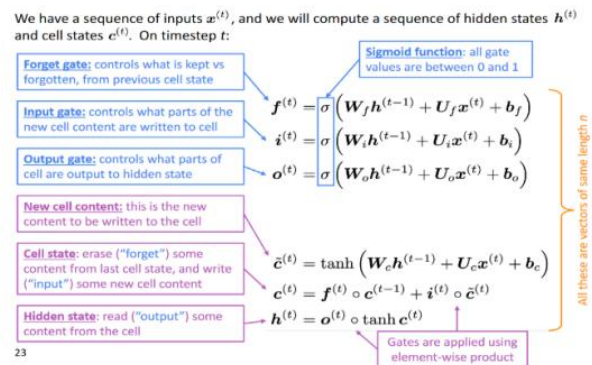 We have a sequence of inputs x⁽ᵗ⁾, and we will compute a sequence of hidden states h⁽ᵗ⁾
and cell states c⁽ᵗ⁾. On timestep t:
Sigmoid function: all gate
values are between 0 and 1
Forget gate: controls what is kept vs
forgotten, from previous cell state
f⁽ᵗ⁾ = σ(W_f h⁽ᵗ⁻¹⁾ + U_f x⁽ᵗ⁾ + b_f)
Input gate: controls what parts of the
new cell content are written to cell
i⁽ᵗ⁾ = σ(W_i h⁽ᵗ⁻¹⁾ + U_i x⁽ᵗ⁾ + b_i)
Output gate: controls what parts of
cell are output to hidden state
o⁽ᵗ⁾ = σ(W_o h⁽ᵗ⁻¹⁾ + U_o x⁽ᵗ⁾ + b_o)
New cell content: this is the new
content to be written to the cell
c̃⁽ᵗ⁾ = tanh(W_c h⁽ᵗ⁻¹⁾ + U_c x⁽ᵗ⁾ + b_c)
Cell state: erase ("forget") some
content from last cell state, and write
("input") some new cell content
c⁽ᵗ⁾ = f⁽ᵗ⁾ ∘ c⁽ᵗ⁻¹⁾ + i⁽ᵗ⁾ ∘ c̃⁽ᵗ⁾
Hidden state: read ("output") some
content from the cell
h⁽ᵗ⁾ = o⁽ᵗ⁾ ∘ tanh c⁽ᵗ⁾
Gates are applied using
element-wise product
All these are vectors of same length n
23